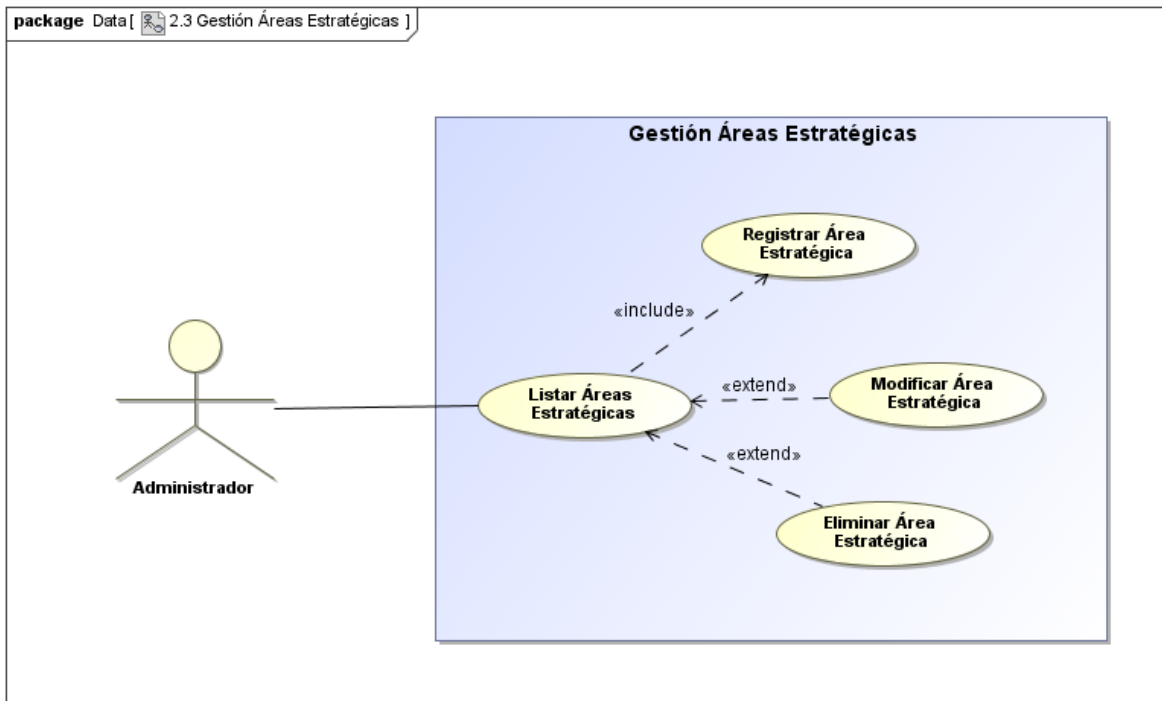 package Data [ 2.3 Gestión Áreas Estratégicas ]
Gestión Áreas Estratégicas
Registrar Área
Estratégica
«include»
Listar Áreas
Estratégicas
«extend»
Modificar Área
Estratégica
«extend»
Eliminar Área
Estratégica
Administrador